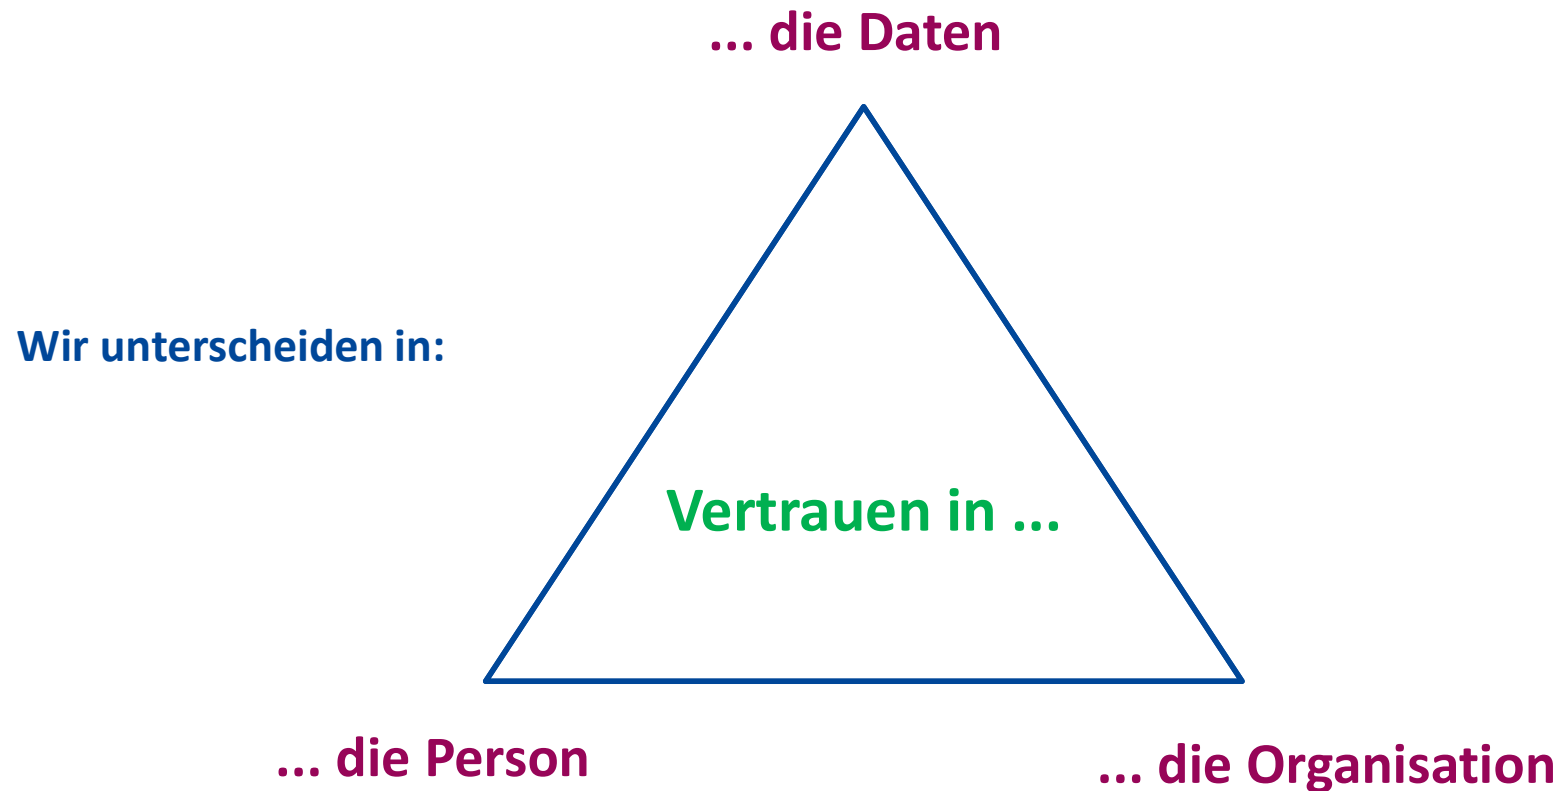 ... die Daten
Wir unterscheiden in:
Vertrauen in ...
... die Person
... die Organisation